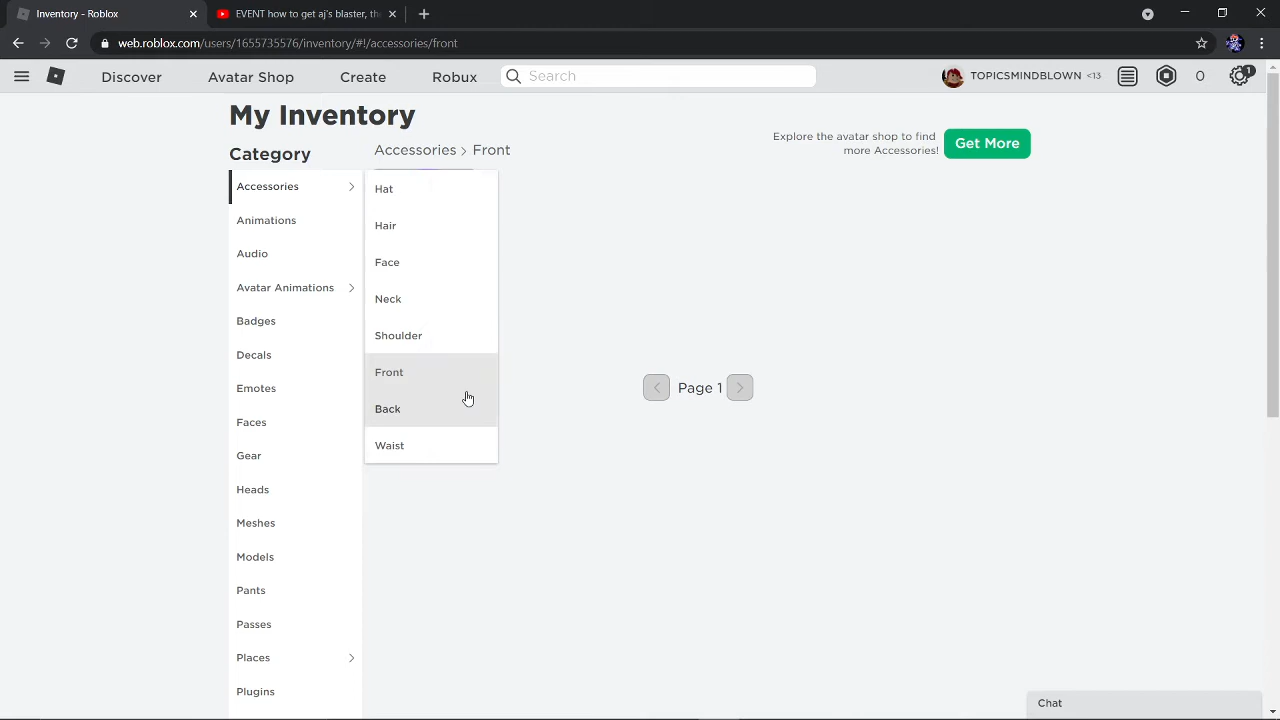 Inventory - Roblox
EVENT how to get aj's blaster, the
web.roblox.com/users/1655735576/inventory/#!/accessories/front
Discover
Avatar Shop
Create
Robux
Search
TOPICSMINDBLOWN <13
0
1
My Inventory
Explore the avatar shop to find
more Accessories!
Get More
Category
Accessories > Front
Accessories
Animations
Audio
Avatar Animations
Badges
Decals
Emotes
Faces
Gear
Heads
Meshes
Models
Pants
Passes
Places
Plugins
Hat
Hair
Face
Neck
Shoulder
Front
Back
Waist
Page 1
Chat